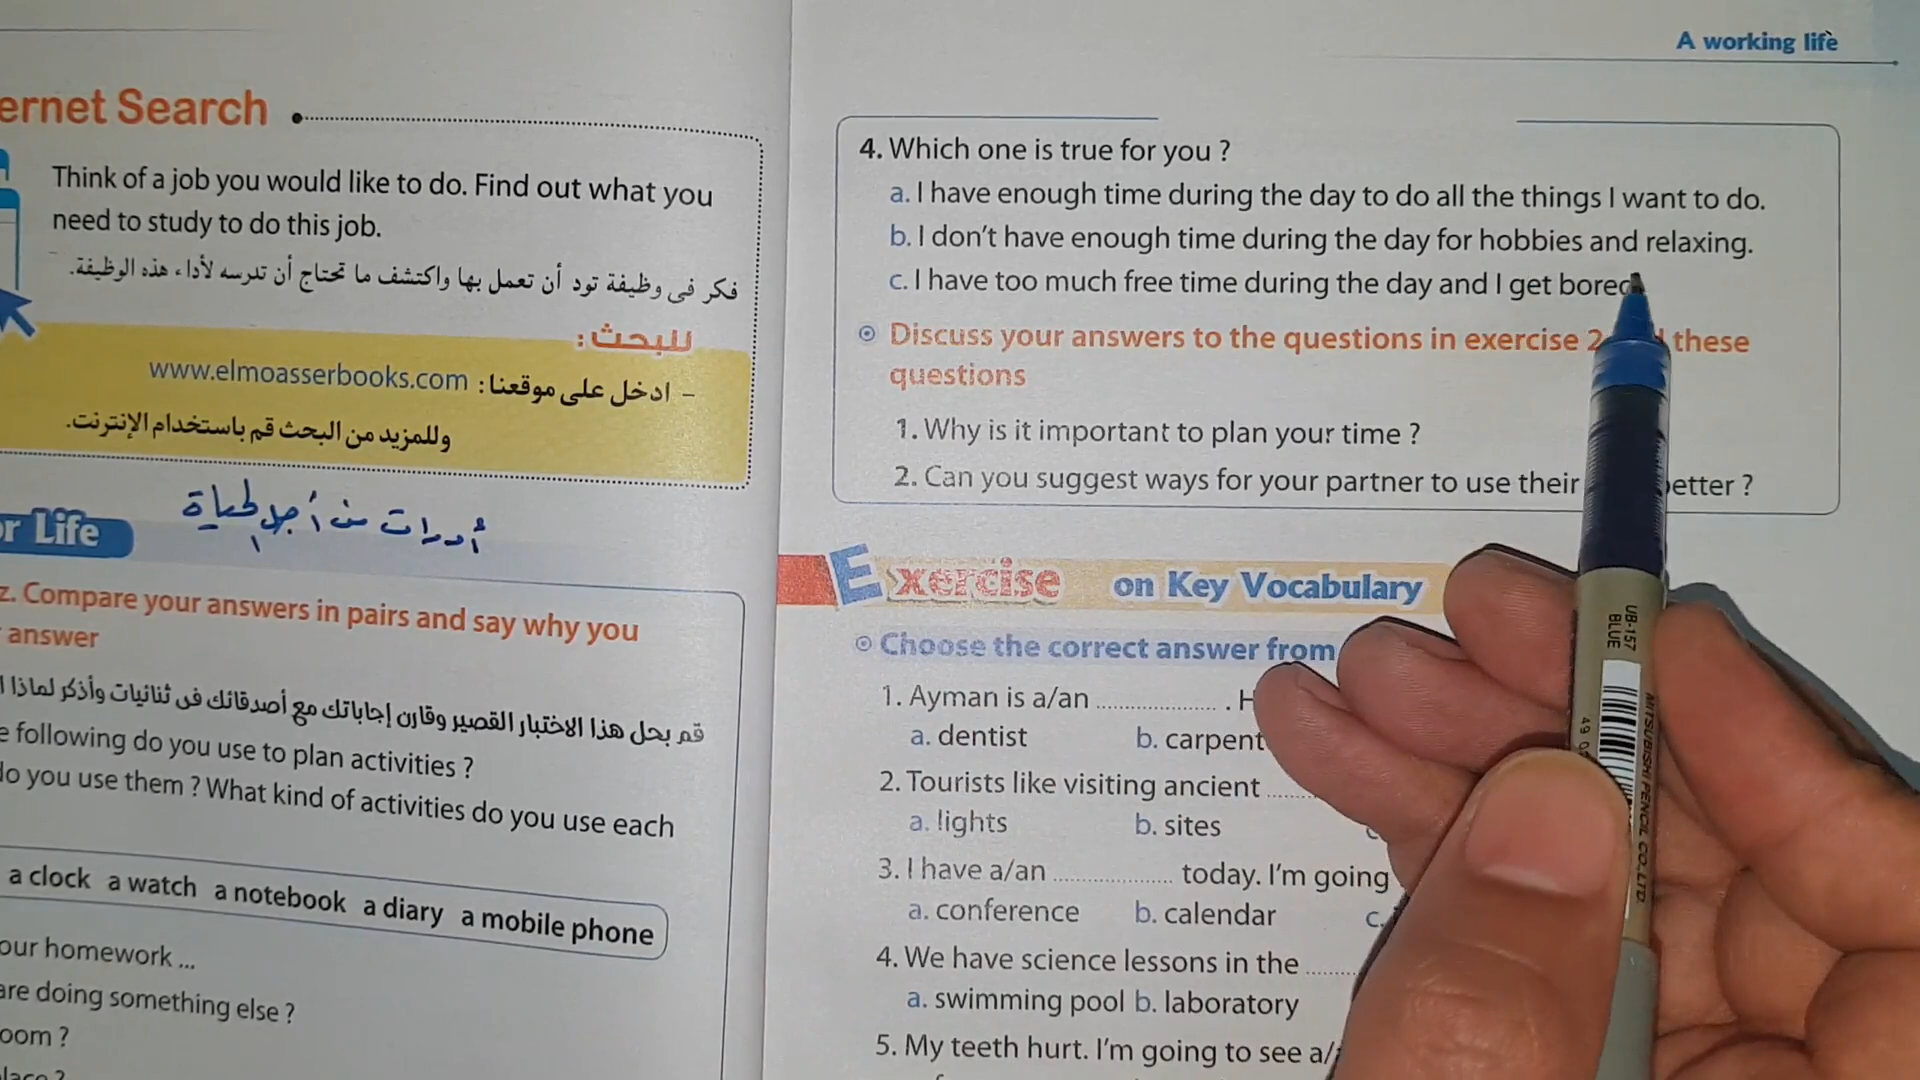 ernet Search
Think of a job you would like to do. Find out what you
need to study to do this job.
فكر فى وظيفة تود أن تعمل بها واكتشف ما تحتاج أن تدرسه لأداء هذه الوظيفة.
للبحث :
- ادخل على موقعنا : www.elmoasserbooks.com
وللمزيد من البحث قم باستخدام الإنترنت.
أدوات من أجل الحياة
r Life
z. Compare your answers in pairs and say why you
answer
قم بحل هذا الاختبار القصير وقارن إجاباتك مع أصدقائك فى ثنائيات وأذكر لماذا ا
e following do you use to plan activities ?
do you use them ? What kind of activities do you use each
a clock a watch a notebook a diary a mobile phone
our homework ...
are doing something else ?
oom ?
lace ?
A working life
4. Which one is true for you ?
a. I have enough time during the day to do all the things I want to do.
b. I don't have enough time during the day for hobbies and relaxing.
c. I have too much free time during the day and I get bored
Discuss your answers to the questions in exercise 2 these
questions
1. Why is it important to plan your time ?
2. Can you suggest ways for your partner to use their better ?
Exercise on Key Vocabulary
Choose the correct answer from
1. Ayman is a/an .................... . H
a. dentist b. carpent
2. Tourists like visiting ancient ........
a. lights b. sites
3. I have a/an .................... today. I'm going
a. conference b. calendar c.
4. We have science lessons in the ........
a. swimming pool b. laboratory
5. My teeth hurt. I'm going to see a/
UB-157
BLUE
MITSUBISHI PENCIL CO.,LTD